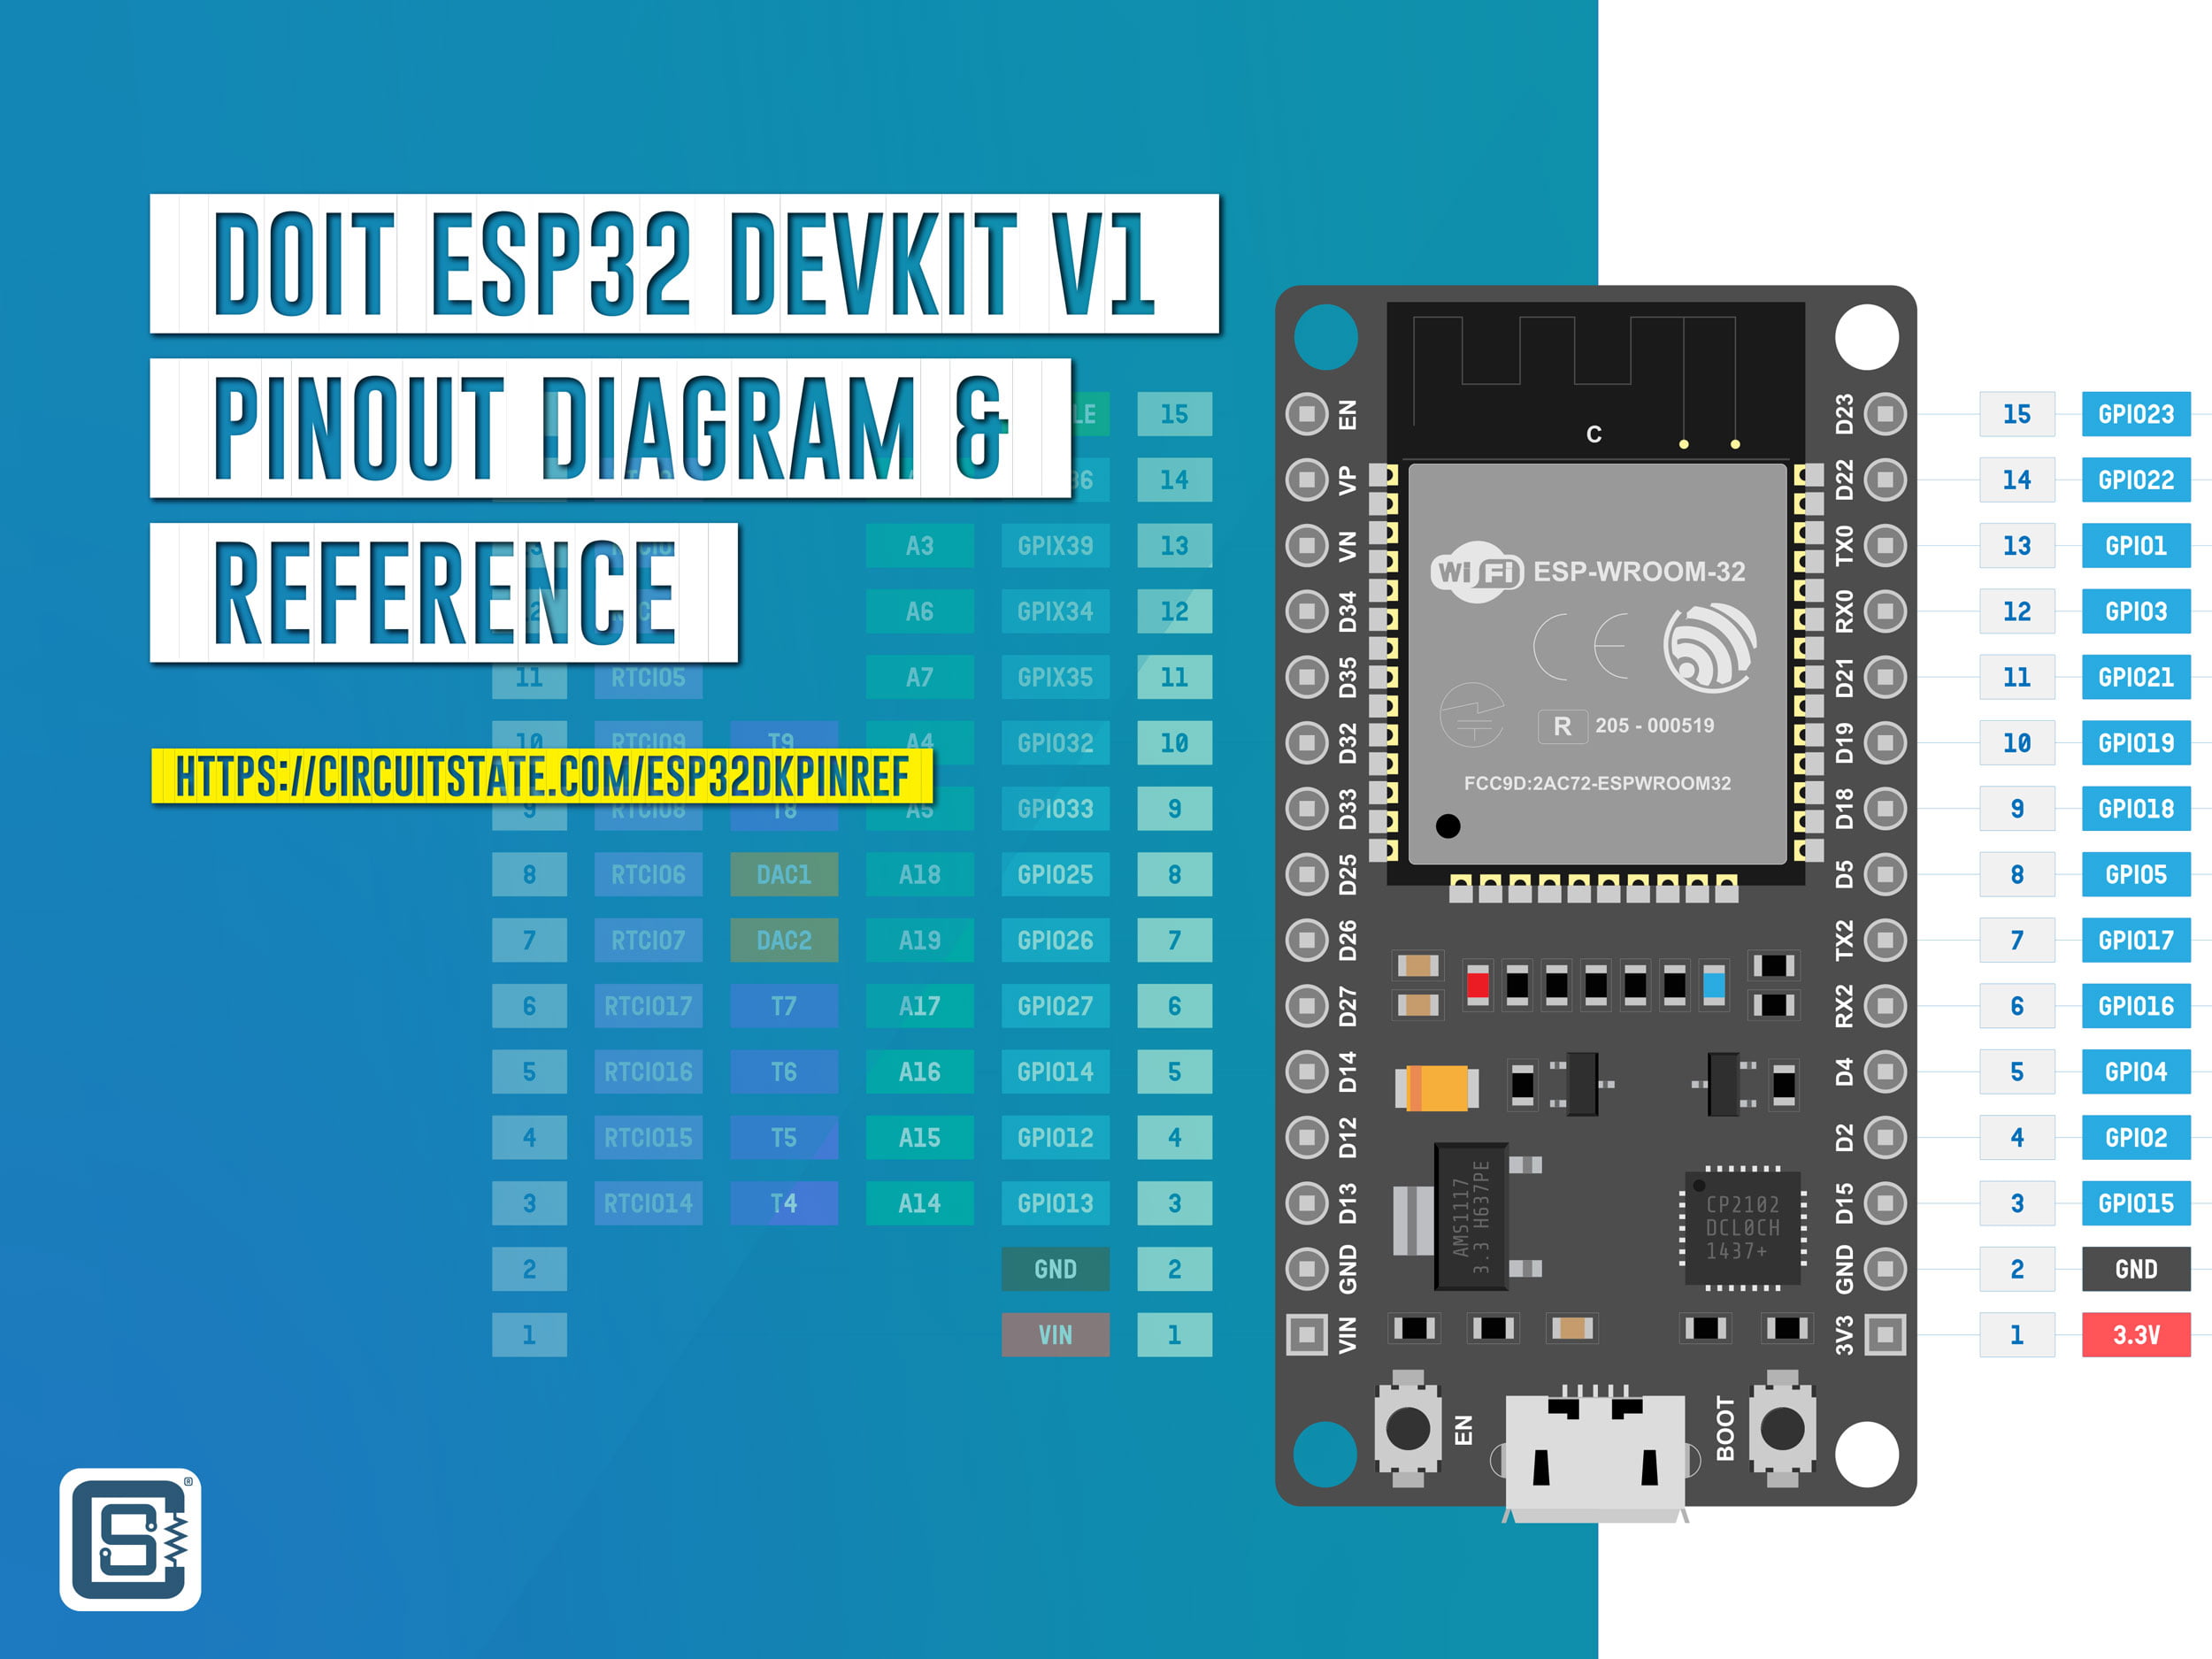 DOIT ESP32 DEVKIT V1
PINOUT DIAGRAM &
REFERENCE
HTTPS://CIRCUITSTATE.COM/ESP32DKPINREF
LE 15
36 14
A3 GPIX39 13
A6 GPIX34 12
11 RTCIO5 A7 GPIX35 11
10 RTCIO9 T9 A4 GPIO32 10
9 RTCIO8 T8 A5 GPIO33 9
8 RTCIO6 DAC1 A18 GPIO25 8
7 RTCIO7 DAC2 A19 GPIO26 7
6 RTCIO17 T7 A17 GPIO27 6
5 RTCIO16 T6 A16 GPIO14 5
4 RTCIO15 T5 A15 GPIO12 4
3 RTCIO14 T4 A14 GPIO13 3
2 GND 2
1 VIN 1
EN
VP
VN
D34
D35
D32
D33
D25
D26
D27
D14
D12
D13
GND
VIN
C
WiFi ESP-WROOM-32
CE
R 205 - 000519
FCC9D:2AC72-ESPWROOM32
AMS1117
3.3 H637PE
CP2102
DCL0CH
1437+
EN
BOOT
D23 15 GPIO23
D22 14 GPIO22
TX0 13 GPIO1
RX0 12 GPIO3
D21 11 GPIO21
D19 10 GPIO19
D18 9 GPIO18
D5 8 GPIO5
TX2 7 GPIO17
RX2 6 GPIO16
D4 5 GPIO4
D2 4 GPIO2
D15 3 GPIO15
GND 2 GND
3V3 1 3.3V
CS